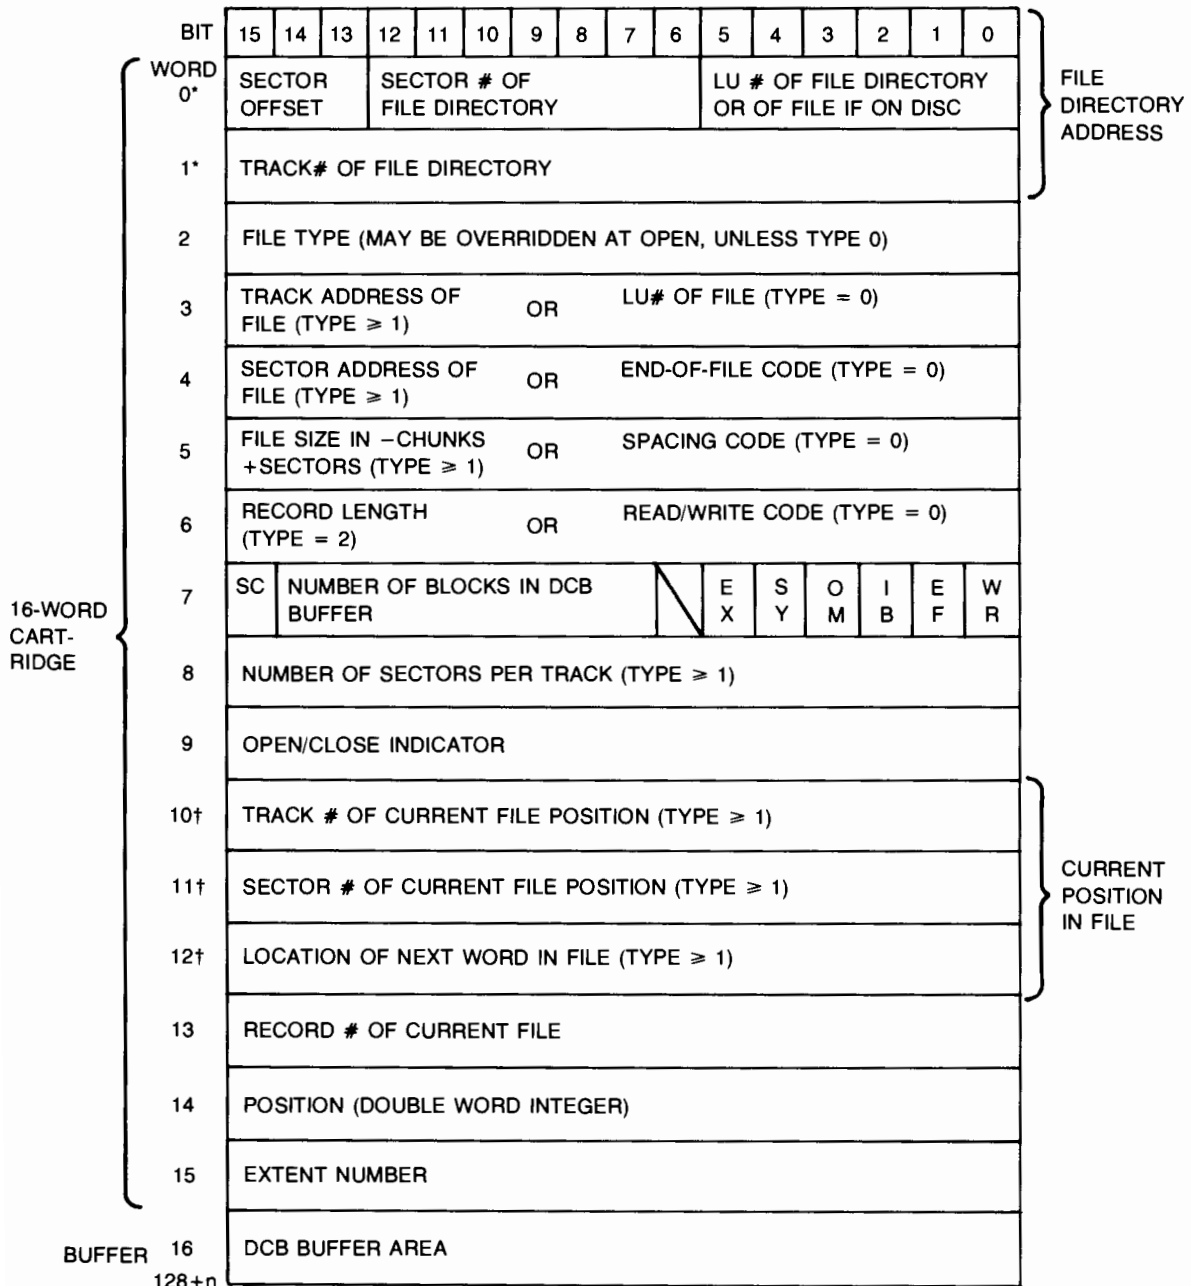 BIT 15 14 13 12 11 10 9 8 7 6 5 4 3 2 1 0
WORD
0*
SECTOR
OFFSET
SECTOR # OF
FILE DIRECTORY
LU # OF FILE DIRECTORY
OR OF FILE IF ON DISC
FILE
DIRECTORY
ADDRESS
1* TRACK# OF FILE DIRECTORY
2 FILE TYPE (MAY BE OVERRIDDEN AT OPEN, UNLESS TYPE 0)
3
TRACK ADDRESS OF
FILE (TYPE ⩾ 1)
OR
LU# OF FILE (TYPE = 0)
4
SECTOR ADDRESS OF
FILE (TYPE ⩾ 1)
OR
END-OF-FILE CODE (TYPE = 0)
5
FILE SIZE IN −CHUNKS
+SECTORS (TYPE ⩾ 1)
OR
SPACING CODE (TYPE = 0)
6
RECORD LENGTH
(TYPE = 2)
OR
READ/WRITE CODE (TYPE = 0)
7
SC
NUMBER OF BLOCKS IN DCB
BUFFER
E S O I E W
X Y M B F R
16-WORD
CART-
RIDGE
8 NUMBER OF SECTORS PER TRACK (TYPE ⩾ 1)
9 OPEN/CLOSE INDICATOR
10† TRACK # OF CURRENT FILE POSITION (TYPE ⩾ 1)
11† SECTOR # OF CURRENT FILE POSITION (TYPE ⩾ 1)
12† LOCATION OF NEXT WORD IN FILE (TYPE ⩾ 1)
CURRENT
POSITION
IN FILE
13 RECORD # OF CURRENT FILE
14 POSITION (DOUBLE WORD INTEGER)
15 EXTENT NUMBER
BUFFER 16 DCB BUFFER AREA
128+n